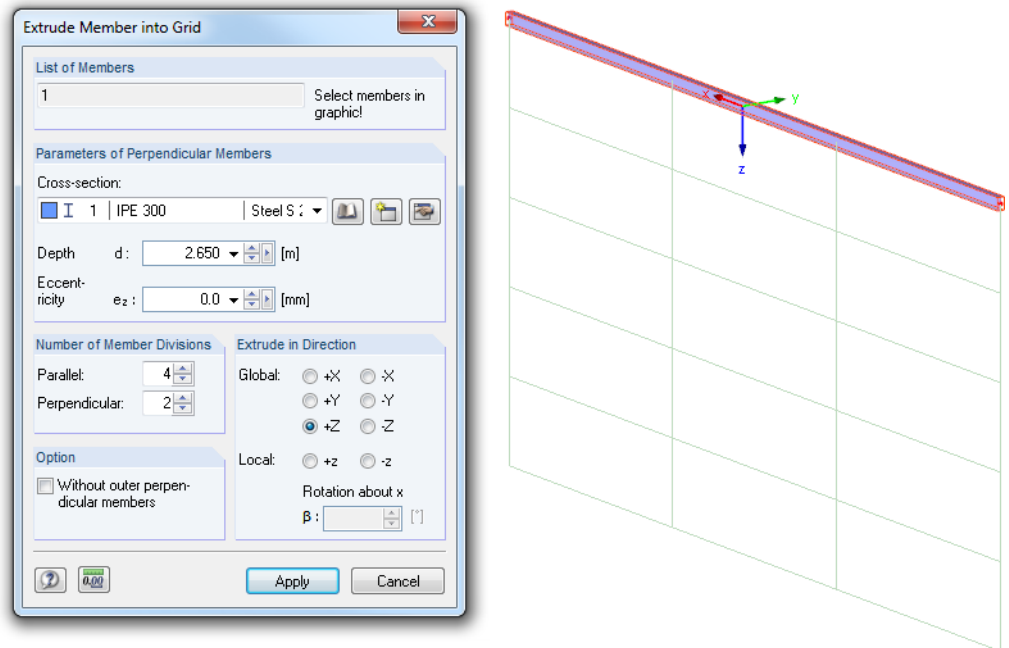 Extrude Member into Grid
List of Members
1
Select members in
graphic!
Parameters of Perpendicular Members
Cross-section:
1 IPE 300 Steel S 2
Depth d : 2.650 [m]
Eccent-
ricity ez : 0.0 [mm]
Number of Member Divisions
Parallel: 4
Perpendicular: 2
Option
Without outer perpen-
dicular members
Extrude in Direction
Global: +X -X
+Y -Y
+Z -Z
Local: +z -z
Rotation about x
β : [°]
0.00
Apply Cancel
x y
z